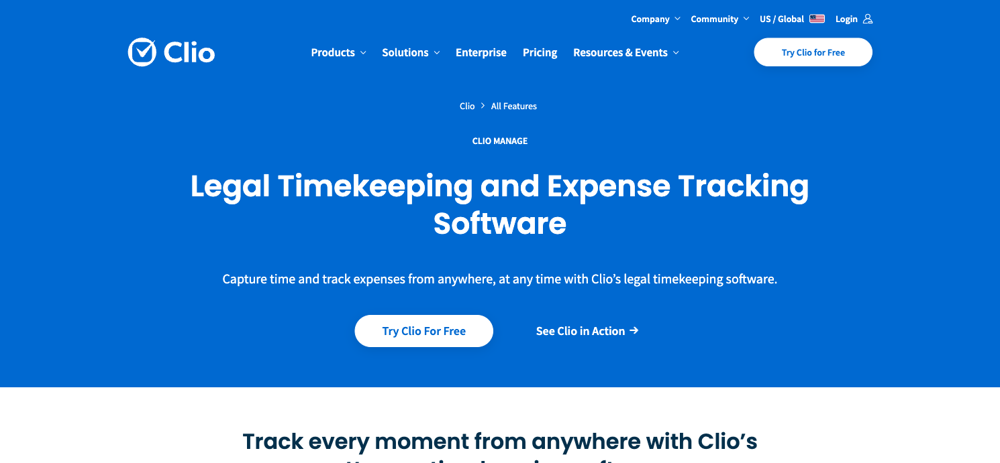 Company Community US / Global Login
Clio Products Solutions Enterprise Pricing Resources & Events Try Clio for Free
Clio > All Features
CLIO MANAGE
Legal Timekeeping and Expense Tracking
Software
Capture time and track expenses from anywhere, at any time with Clio’s legal timekeeping software.
Try Clio For Free See Clio in Action →
Track every moment from anywhere with Clio’s